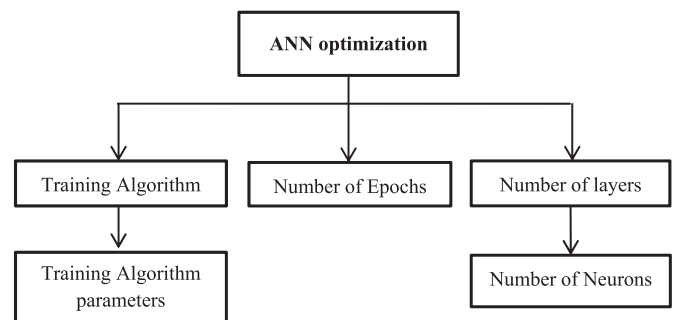 ANN optimization
Training Algorithm
Number of Epochs
Number of layers
Training Algorithm
parameters
Number of Neurons